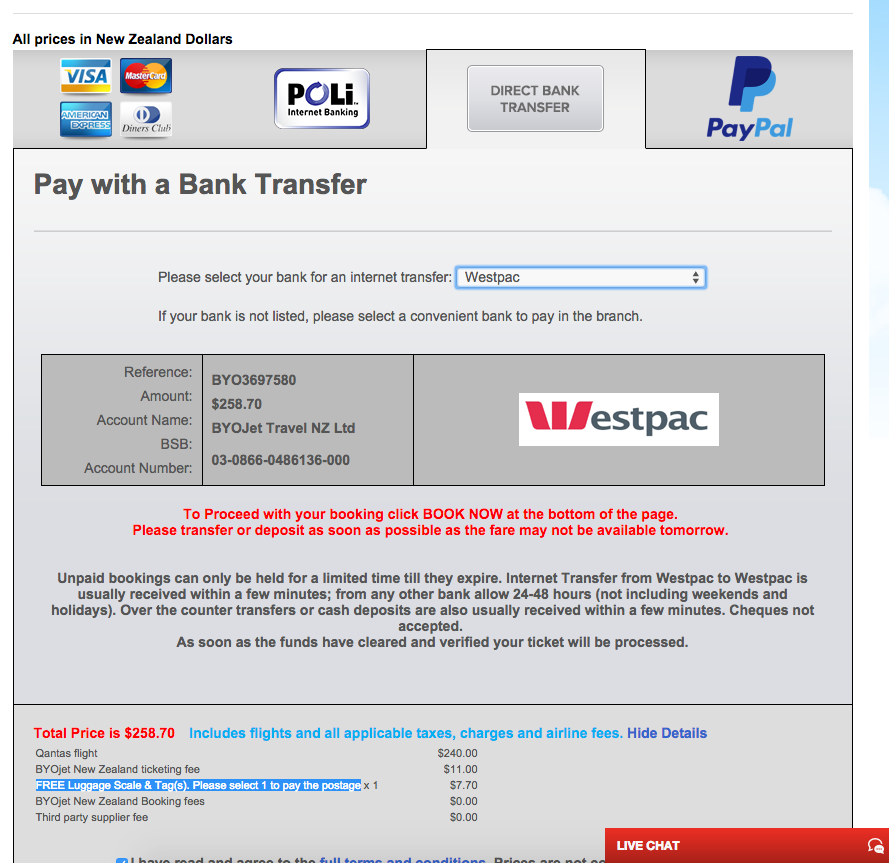 All prices in New Zealand Dollars
VISA
MasterCard
AMERICAN EXPRESS
Diners Club
POLi
Internet Banking
DIRECT BANK
TRANSFER
PayPal
Pay with a Bank Transfer
Please select your bank for an internet transfer: Westpac
If your bank is not listed, please select a convenient bank to pay in the branch.
Reference: BYO3697580
Amount: $258.70
Account Name: BYOJet Travel NZ Ltd
BSB:
Account Number: 03-0866-0486136-000
Westpac
To Proceed with your booking click BOOK NOW at the bottom of the page.
Please transfer or deposit as soon as possible as the fare may not be available tomorrow.
Unpaid bookings can only be held for a limited time till they expire. Internet Transfer from Westpac to Westpac is
usually received within a few minutes; from any other bank allow 24-48 hours (not including weekends and
holidays). Over the counter transfers or cash deposits are also usually received within a few minutes. Cheques not
accepted.
As soon as the funds have cleared and verified your ticket will be processed.
Total Price is $258.70 Includes flights and all applicable taxes, charges and airline fees. Hide Details
Qantas flight $240.00
BYOjet New Zealand ticketing fee $11.00
FREE Luggage Scale & Tag(s). Please select 1 to pay the postage x 1 $7.70
BYOjet New Zealand Booking fees $0.00
Third party supplier fee $0.00
I have read and agree to the full terms and conditions. Prices are not
LIVE CHAT